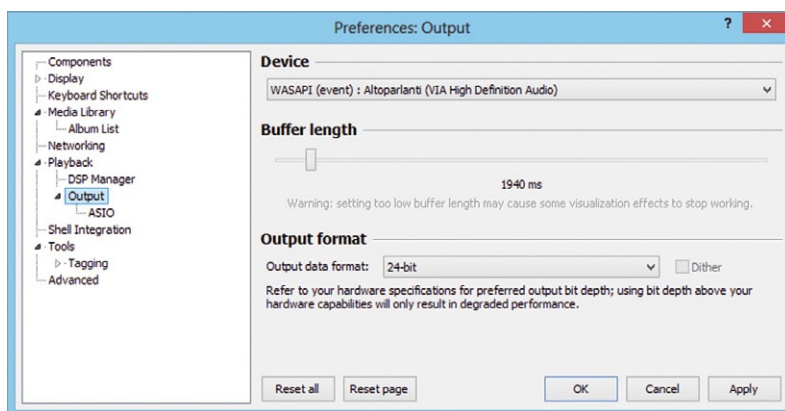 Preferences: Output
?
×
Components
Display
Keyboard Shortcuts
Media Library
Album List
Networking
Playback
DSP Manager
Output
ASIO
Shell Integration
Tools
Tagging
Advanced
Device
WASAPI (event) : Altoparlanti (VIA High Definition Audio)
Buffer length
1940 ms
Warning: setting too low buffer length may cause some visualization effects to stop working.
Output format
Output data format: 24-bit Dither
Refer to your hardware specifications for preferred output bit depth; using bit depth above your
hardware capabilities will only result in degraded performance.
Reset all Reset page OK Cancel Apply